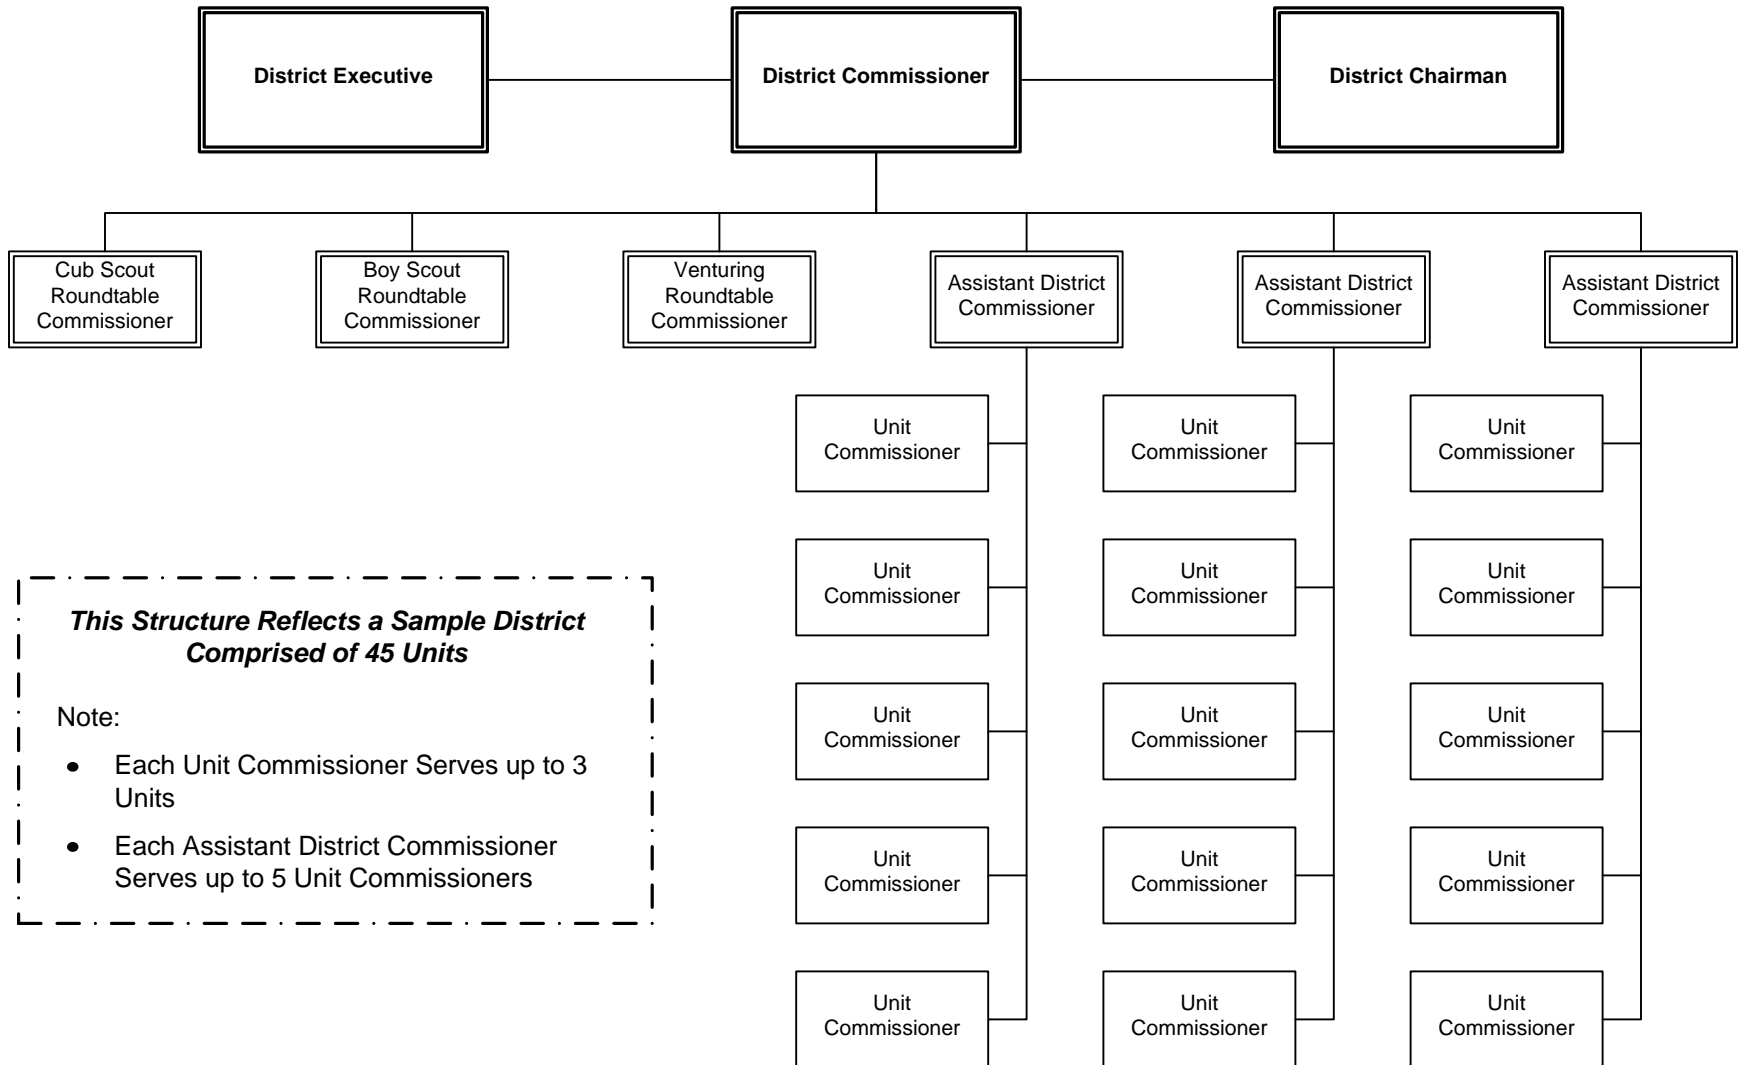 District Executive
District Commissioner
District Chairman
Cub Scout
Roundtable
Commissioner
Boy Scout
Roundtable
Commissioner
Venturing
Roundtable
Commissioner
Assistant District
Commissioner
Assistant District
Commissioner
Assistant District
Commissioner
Unit
Commissioner
Unit
Commissioner
Unit
Commissioner
Unit
Commissioner
Unit
Commissioner
Unit
Commissioner
This Structure Reflects a Sample District
Comprised of 45 Units
Note:
• Each Unit Commissioner Serves up to 3
Units
• Each Assistant District Commissioner
Serves up to 5 Unit Commissioners
Unit
Commissioner
Unit
Commissioner
Unit
Commissioner
Unit
Commissioner
Unit
Commissioner
Unit
Commissioner
Unit
Commissioner
Unit
Commissioner
Unit
Commissioner